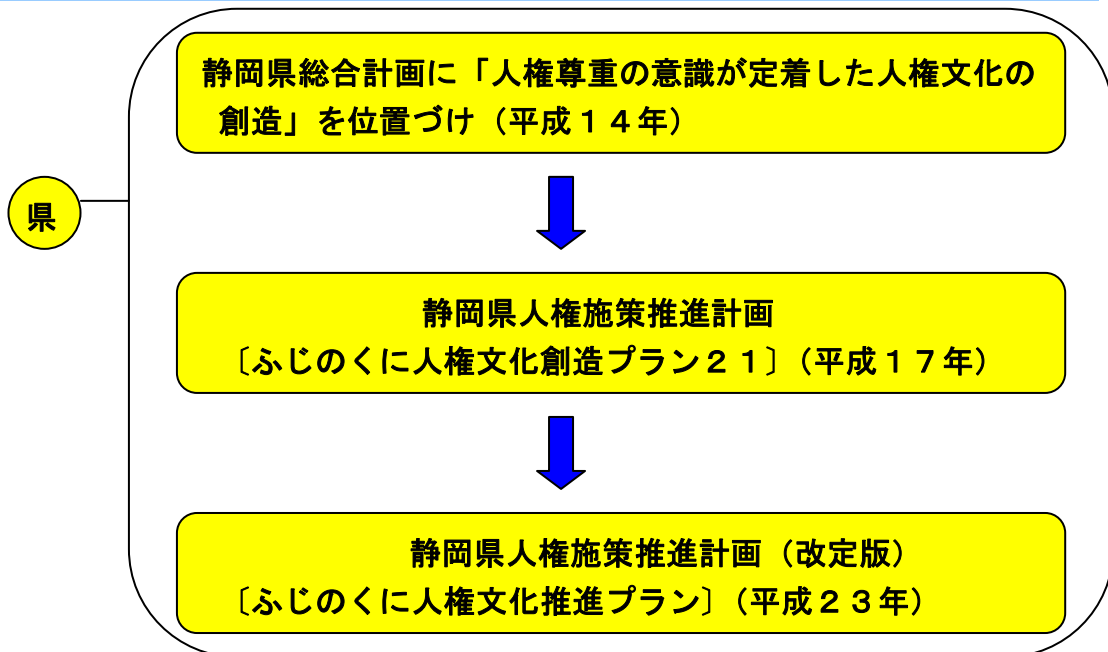 静岡県総合計画に「人権尊重の意識が定着した人権文化の
創造」を位置づけ（平成１４年）
県
静岡県人権施策推進計画
〔ふじのくに人権文化創造プラン２１〕（平成１７年）
静岡県人権施策推進計画（改定版）
〔ふじのくに人権文化推進プラン〕（平成２３年）